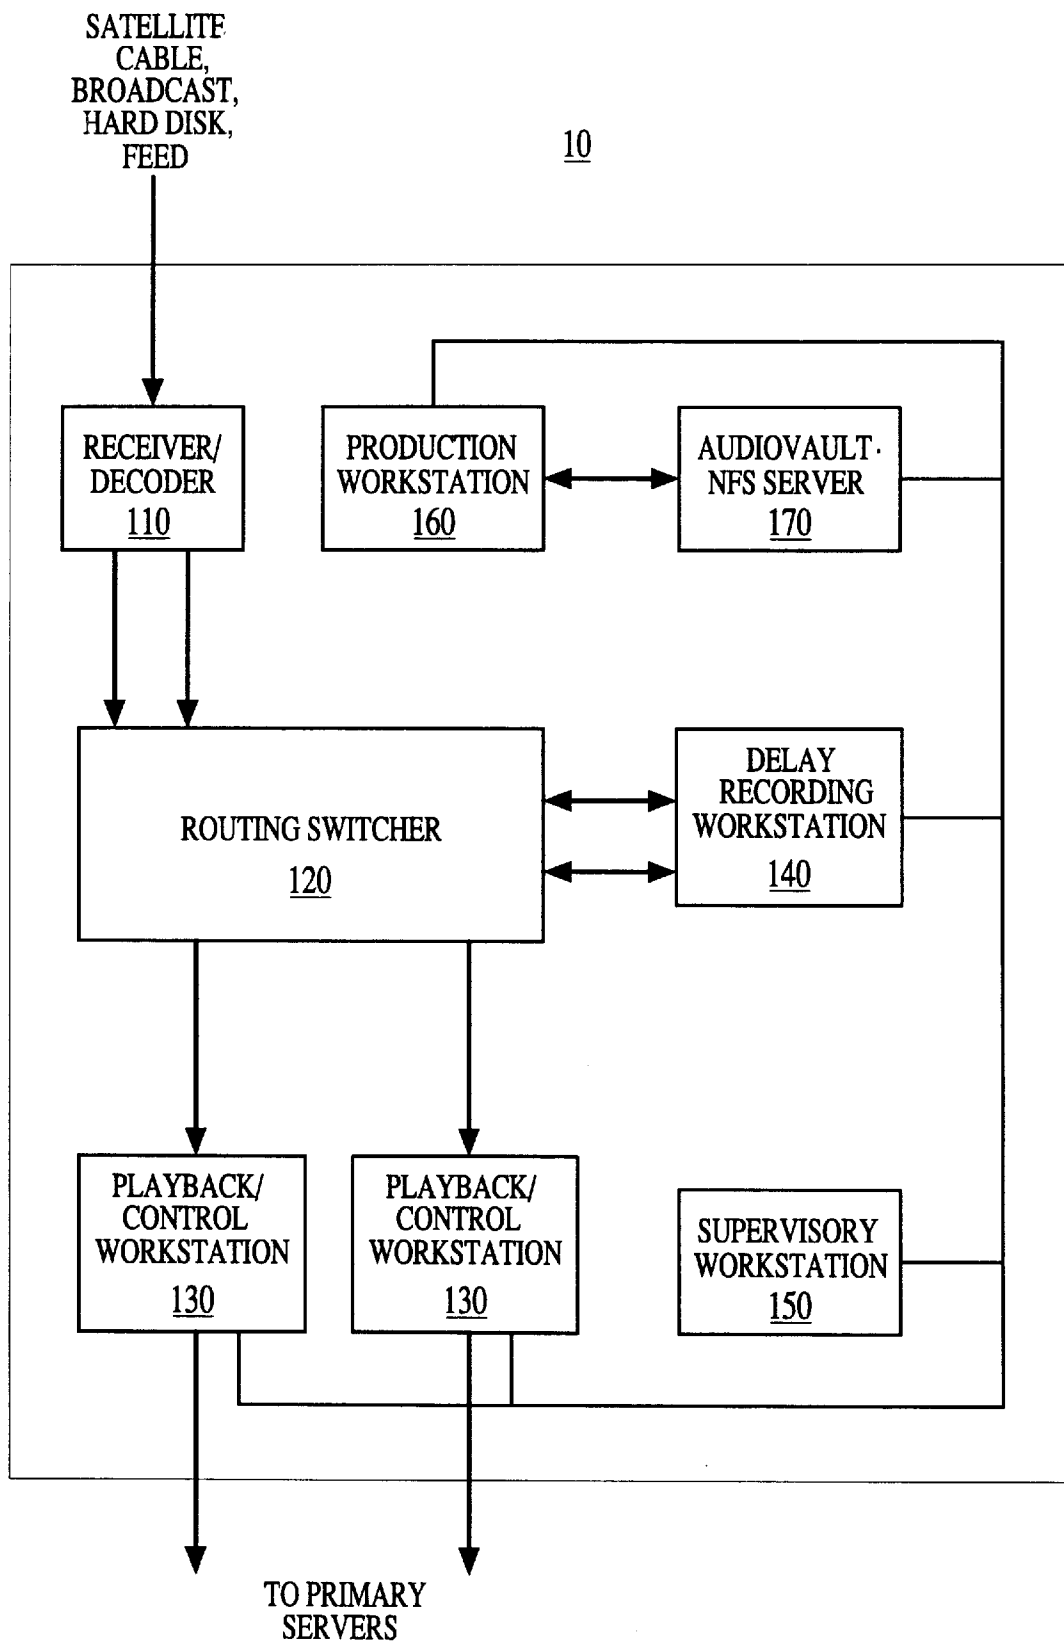 SATELLITE
CABLE,
BROADCAST,
HARD DISK,
FEED
10
RECEIVER/
DECODER
110
PRODUCTION
WORKSTATION
160
AUDIOVAULT
NFS SERVER
170
ROUTING SWITCHER
120
DELAY
RECORDING
WORKSTATION
140
PLAYBACK/
CONTROL
WORKSTATION
130
PLAYBACK/
CONTROL
WORKSTATION
130
SUPERVISORY
WORKSTATION
150
TO PRIMARY
SERVERS